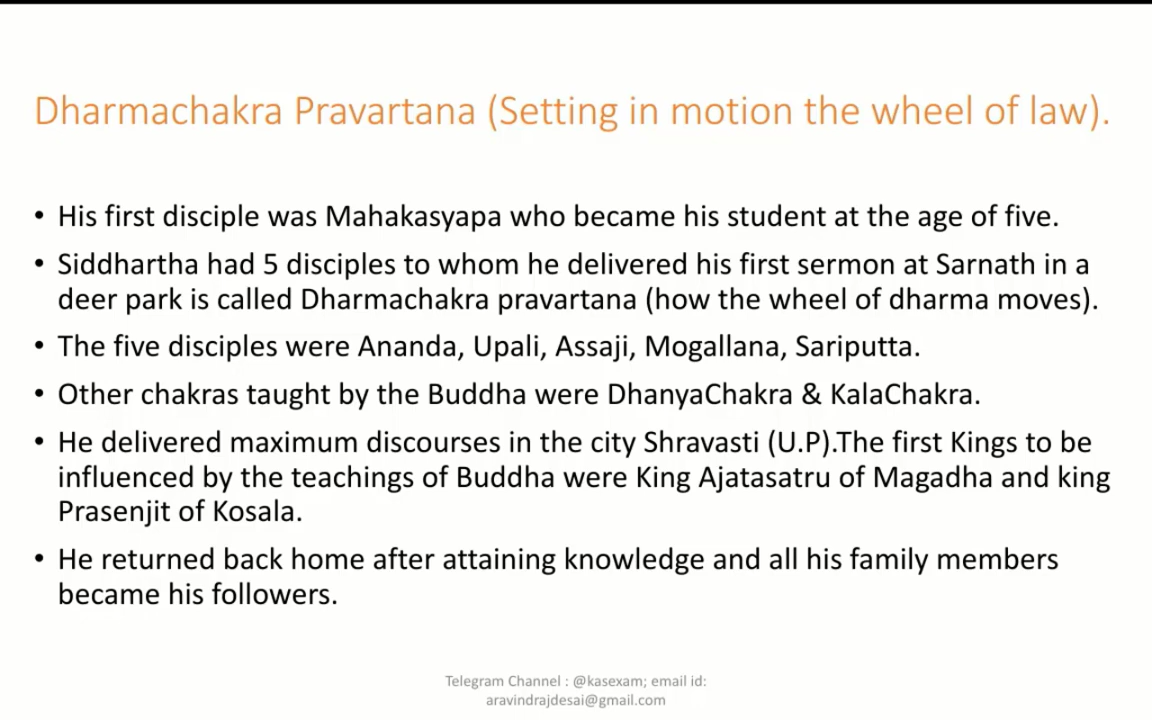 Dharmachakra Pravartana (Setting in motion the wheel of law).
• His first disciple was Mahakasyapa who became his student at the age of five.
• Siddhartha had 5 disciples to whom he delivered his first sermon at Sarnath in a
deer park is called Dharmachakra pravartana (how the wheel of dharma moves).
• The five disciples were Ananda, Upali, Assaji, Mogallana, Sariputta.
• Other chakras taught by the Buddha were DhanyaChakra & KalaChakra.
• He delivered maximum discourses in the city Shravasti (U.P).The first Kings to be
influenced by the teachings of Buddha were King Ajatasatru of Magadha and king
Prasenjit of Kosala.
• He returned back home after attaining knowledge and all his family members
became his followers.
Telegram Channel : @kasexam; email id:
aravindrajdesai@gmail.com